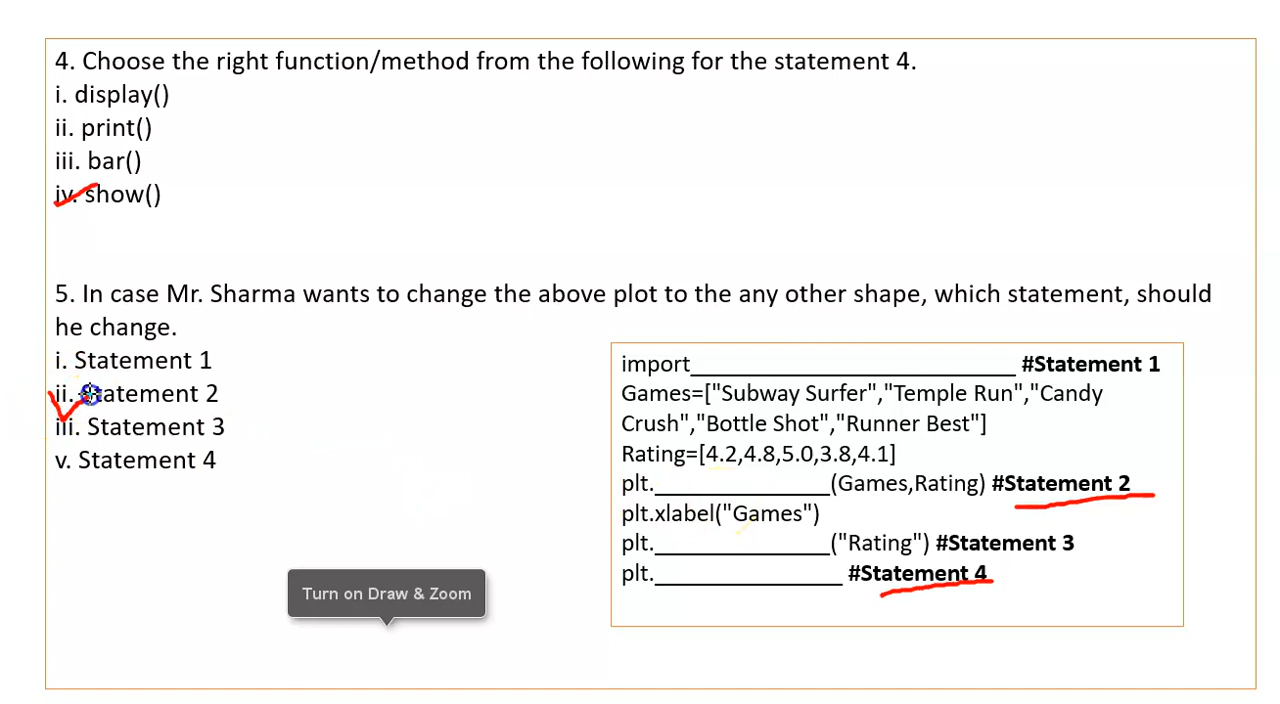 4. Choose the right function/method from the following for the statement 4.
i. display()
ii. print()
iii. bar()
iv. show()
5. In case Mr. Sharma wants to change the above plot to the any other shape, which statement, should
he change.
i. Statement 1
ii. Statement 2
iii. Statement 3
v. Statement 4
import____________________________ #Statement 1
Games=["Subway Surfer","Temple Run","Candy
Crush","Bottle Shot","Runner Best"]
Rating=[4.2,4.8,5.0,3.8,4.1]
plt.______________(Games,Rating) #Statement 2
plt.xlabel("Games")
plt.______________("Rating") #Statement 3
plt._______________ #Statement 4
Turn on Draw & Zoom